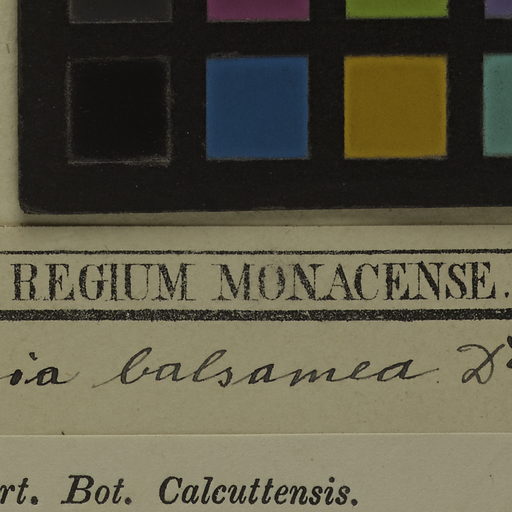 REGIUM MONACENSE.
ia balsamea D
rt. Bot. Calcuttensis.